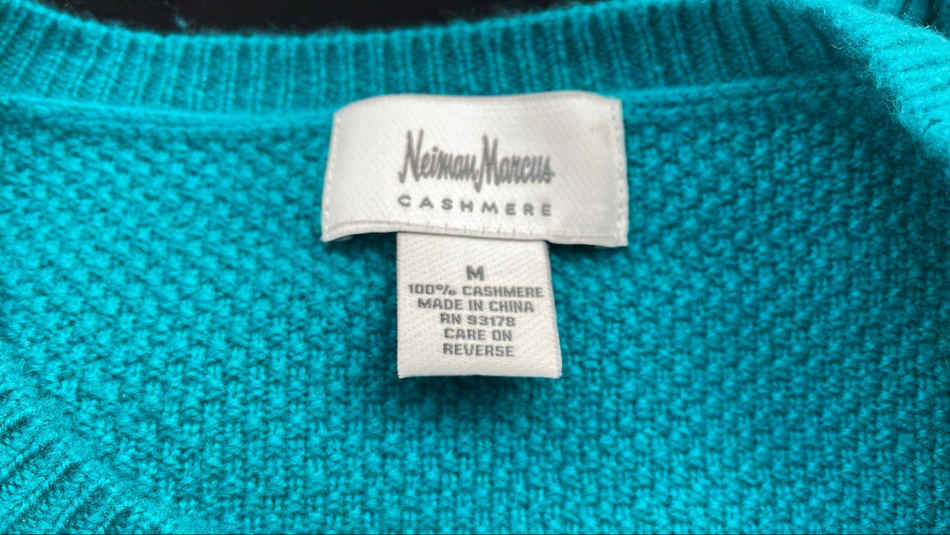 Neiman Marcus
CASHMERE
M
100% CASHMERE
MADE IN CHINA
RN 93178
CARE ON
REVERSE